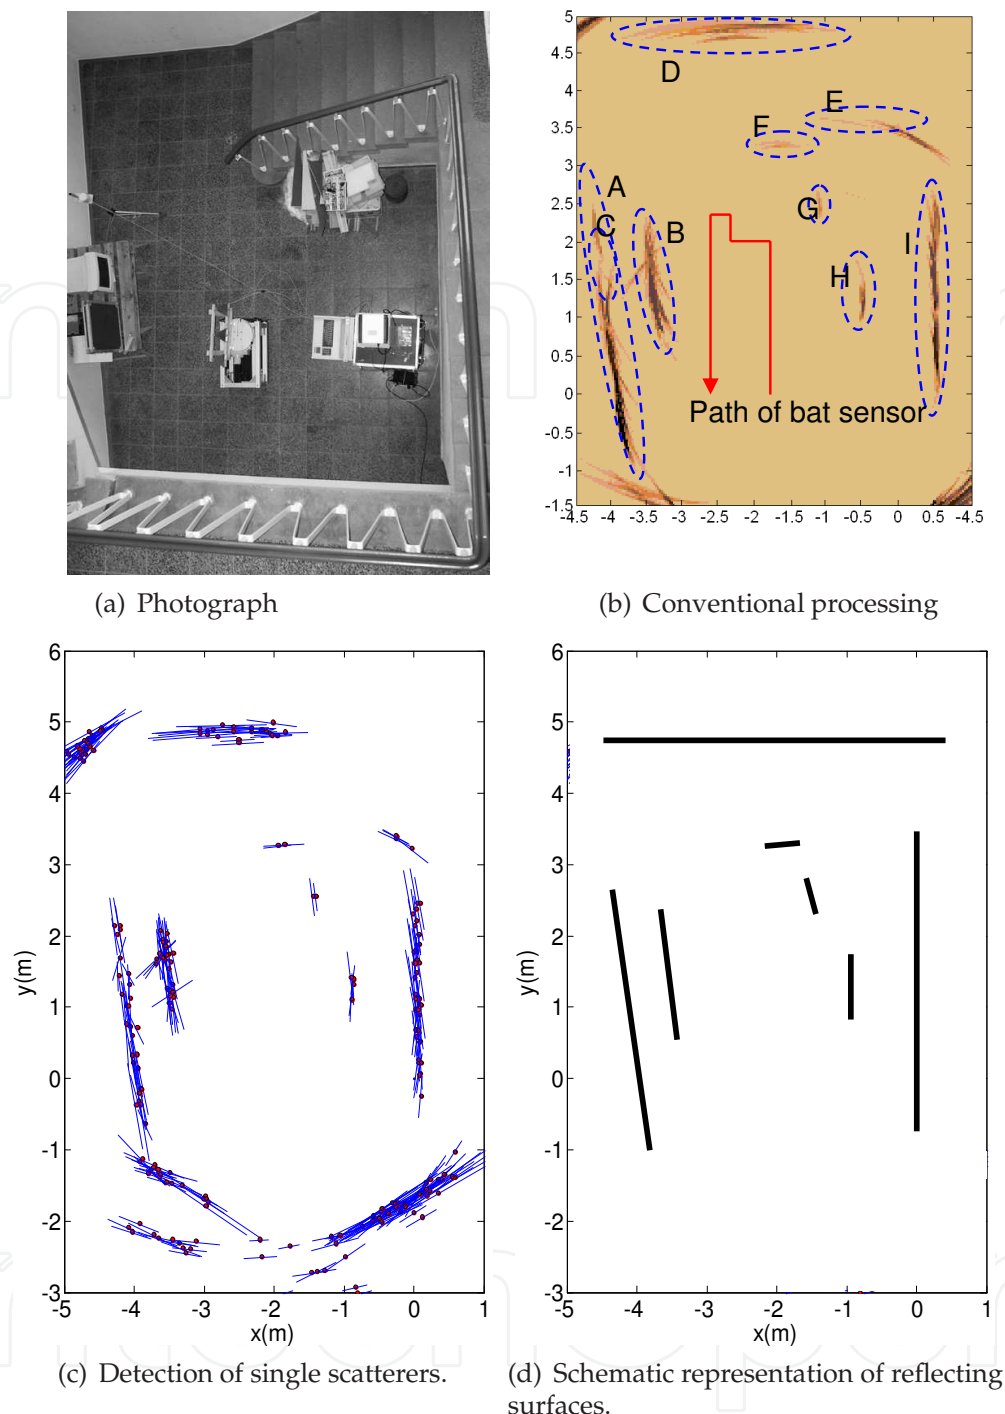 5
4.5
4
3.5
3
2.5
2
1.5
1
0.5
0
-0.5
-1
-1.5
-4.5 -4 -3.5 -3 -2.5 -2 -1.5 -1 -0.5 0 0.5 -4.5
D
E
F
A
G
C
B
I
H
Path of bat sensor
(a) Photograph
(b) Conventional processing
6
5
4
3
2
1
0
-1
-2
-3
y(m)
-5 -4 -3 -2 -1 0 1
x(m)
6
5
4
3
2
1
0
-1
-2
-3
y(m)
-5 -4 -3 -2 -1 0 1
x(m)
(c) Detection of single scatterers.
(d) Schematic representation of reflecting
surfaces.